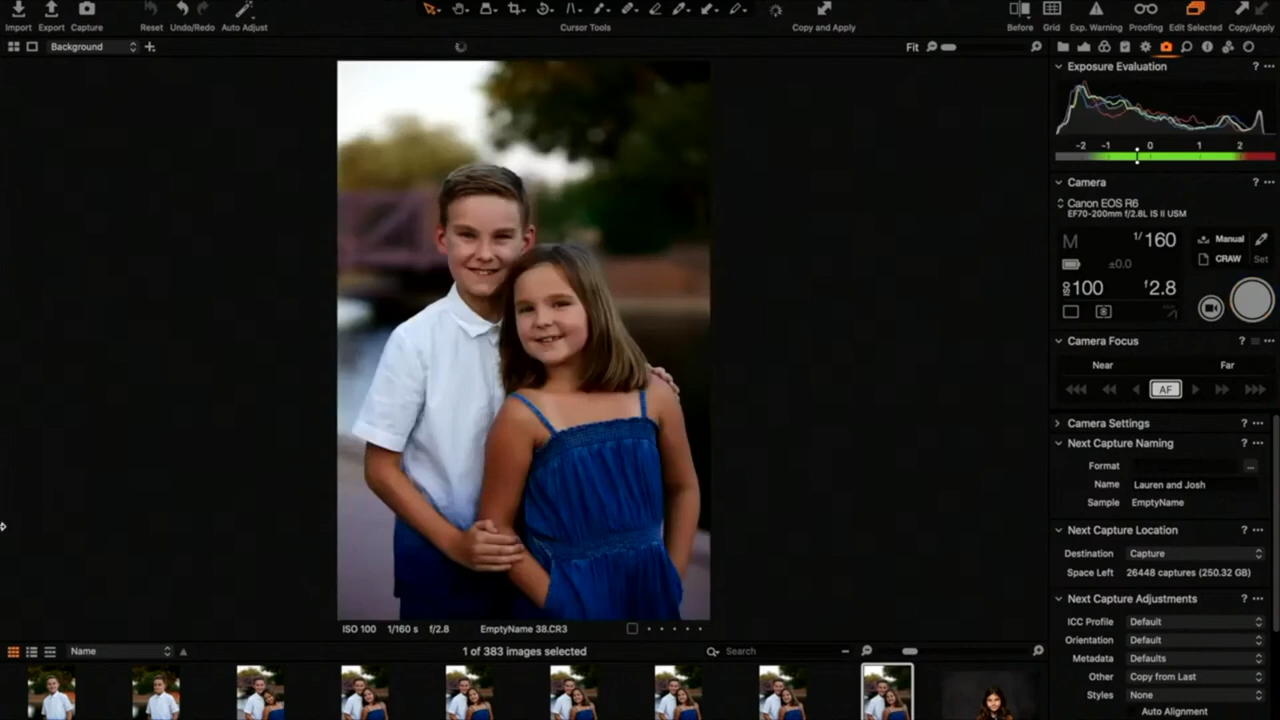 Import Export Capture Reset Undo/Redo Auto Adjust Cursor Tools Copy and Apply Before Grid Exp. Warning Proofing Edit Selected Copy/Apply
Background Fit
Exposure Evaluation ?
-2 -1 0 1 2
Camera ?
Canon EOS R6
EF70-200mm f/2.8L IS II USM
M 1/160 Manual
±0.0 CRAW Set
ISO 100 f2.8
Camera Focus ?
Near Far
AF
Camera Settings ?
Next Capture Naming ?
Format
Name Lauren and Josh
Sample EmptyName
Next Capture Location ?
Destination Capture
Space Left 26448 captures (250.32 GB)
Next Capture Adjustments ?
ICC Profile Default
Orientation Default
Metadata Defaults
Other Copy from Last
Styles None
Auto Alignment
ISO 100 1/160 s f/2.8 EmptyName 38.CR3
Name 1 of 383 images selected Search